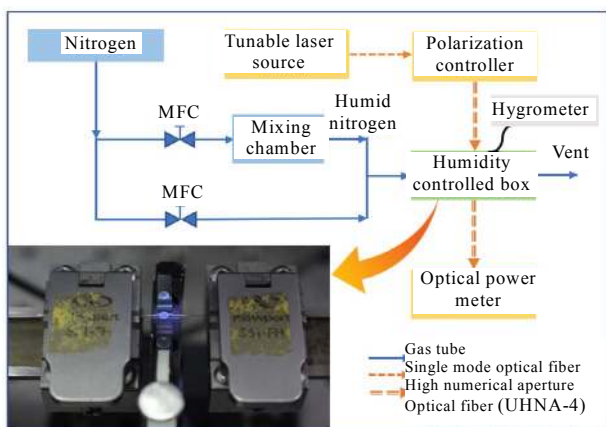 Nitrogen
Tunable laser
source
Polarization
controller
MFC
Mixing
chamber
Humid
nitrogen
Hygrometer
Humidity
controlled box
Vent
MFC
Optical power
meter
Gas tube
Single mode optical fiber
High numerical aperture
Optical fiber (UHNA-4)